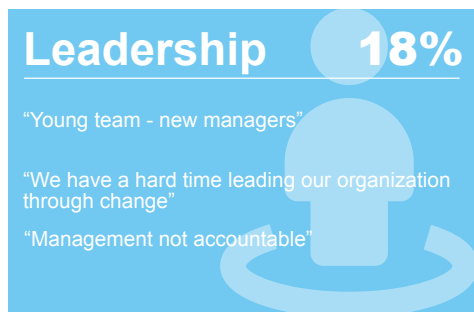 Leadership 18%
“Young team - new managers”
“We have a hard time leading our organization
through change”
“Management not accountable”